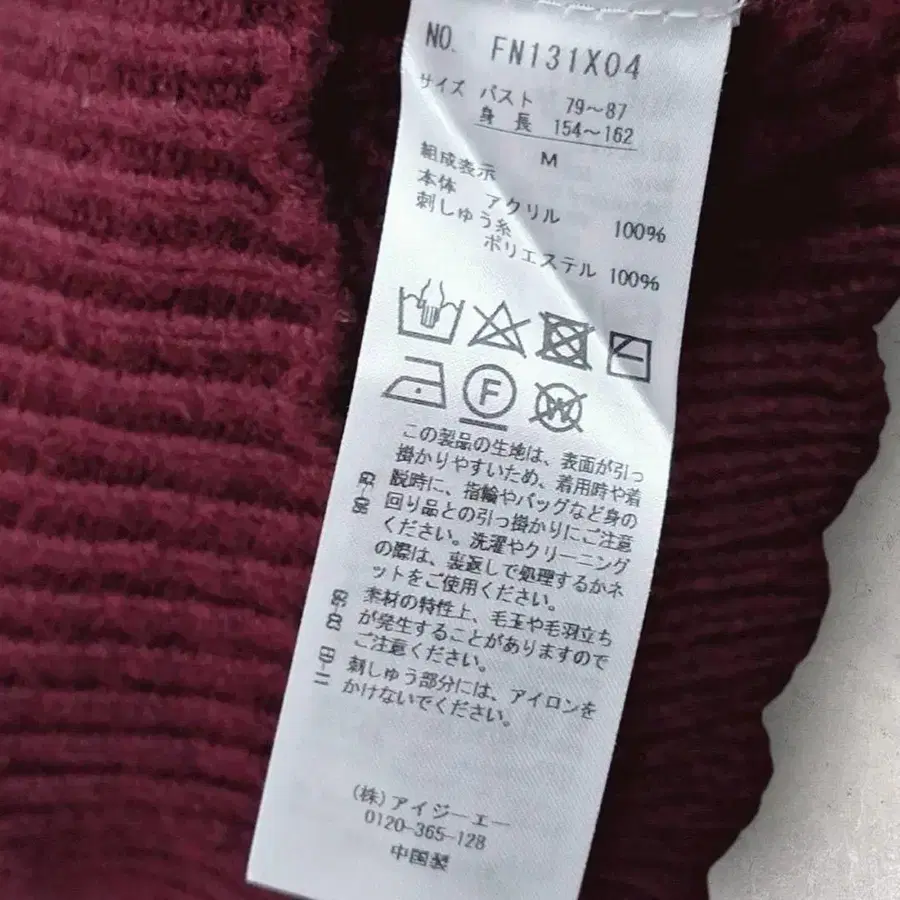 NO. FN131X04
サイズ バスト 79～87
身 長 154～162
M
組成表示
本体 アクリル 100%
刺しゅう糸
ポリエステル 100%
F W
この製品の生地は、表面が引っ
掛かりやすいため、着用時や着
脱時に、指輪やバッグなど身の
回り品との引っ掛かりにご注意
ください。洗濯やクリーニング
の際は、裏返しで処理するかネ
ットをご使用ください。
素材の特性上、毛玉や毛羽立ち
が発生することがありますので
ご注意ください。
刺しゅう部分には、アイロンを
かけないでください。
(株)アイジーエー
0120-365-128
中国製